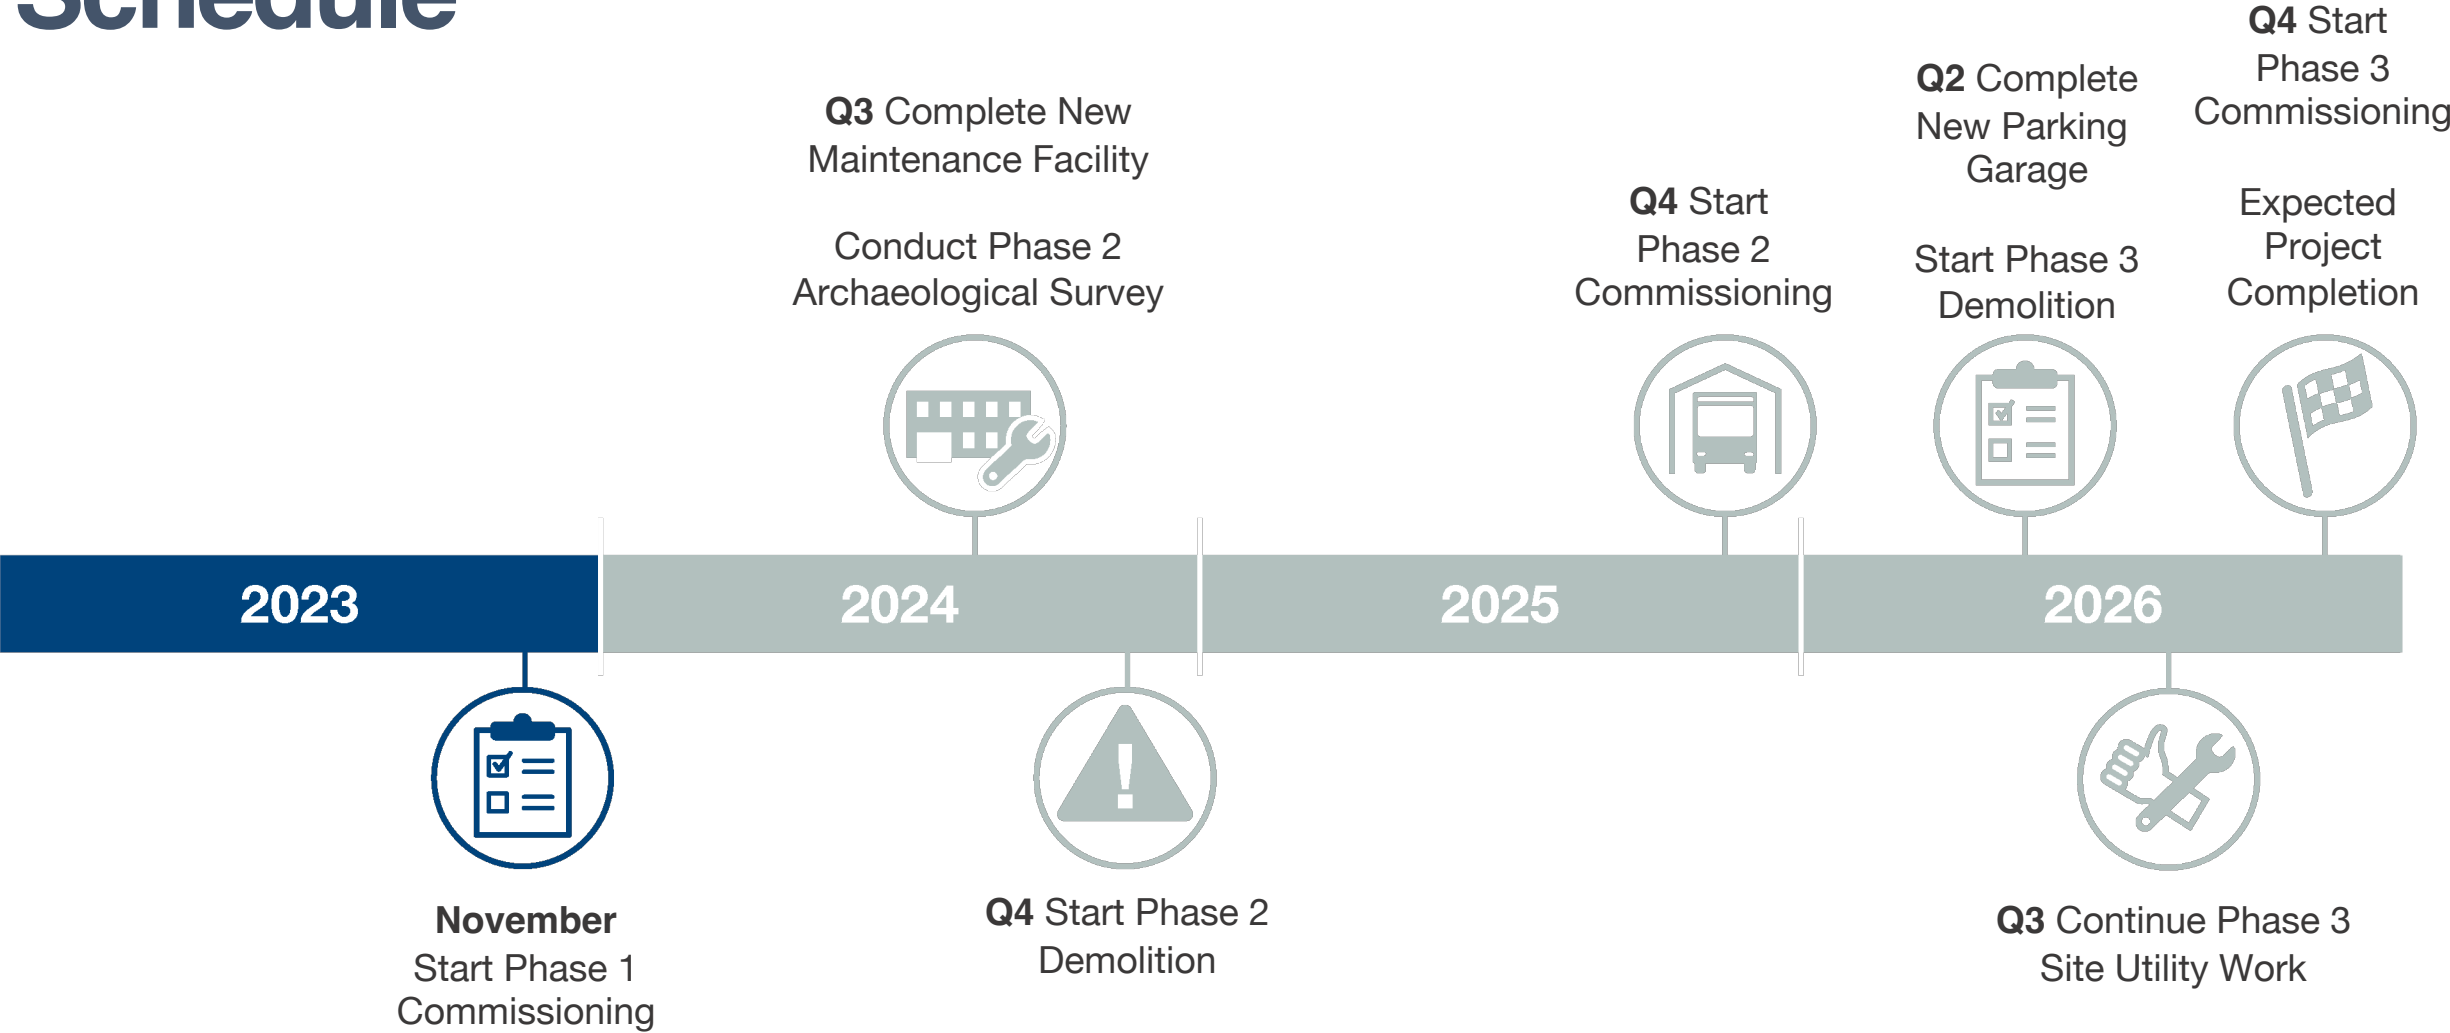 Schedule
Q3 Complete New
Maintenance Facility
Conduct Phase 2
Archaeological Survey
Q4 Start
Phase 2
Commissioning
Q2 Complete
New Parking
Garage
Start Phase 3
Demolition
Q4 Start
Phase 3
Commissioning
Expected
Project
Completion
2023
2024
2025
2026
November
Start Phase 1
Commissioning
Q4 Start Phase 2
Demolition
Q3 Continue Phase 3
Site Utility Work